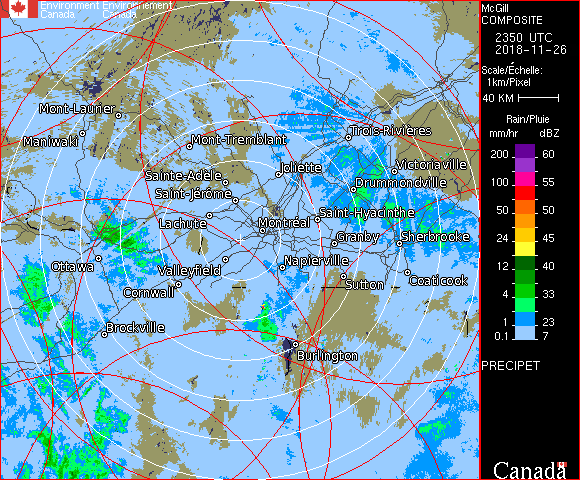 Environment Environnement
Canada Canada
Mont-Laurier
Maniwaki
Mont-Tremblant
Trois-Rivières
Joliette
Victoriaville
Sainte-Adèle
Drummondville
Saint-Jérôme
Saint-Hyacinthe
Lachute
Montréal
Granby
Sherbrooke
Ottawa
Valleyfield
Napierville
Coaticook
Cornwall
Sutton
Brockville
Burlington
McGill
COMPOSITE
2350 UTC
2018-11-26
Scale/Échelle:
1km/Pixel
40 KM
Rain/Pluie
mm/hr dBZ
200 60
100 55
50 50
24 45
12 40
4 33
1 23
0.1 7
PRECIPET
Canada